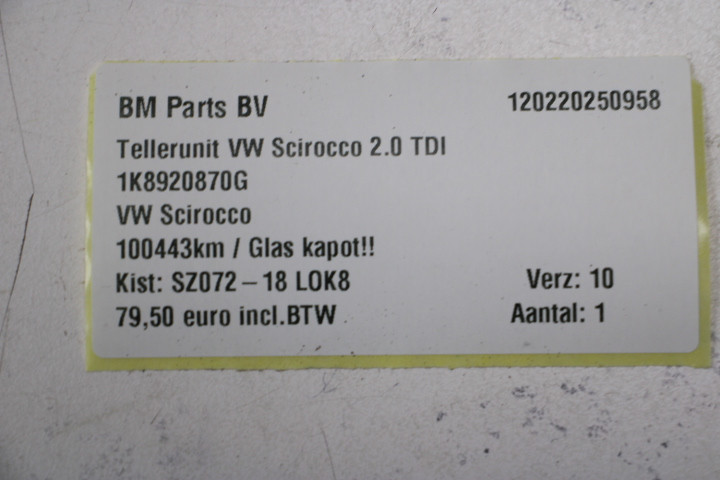 BM Parts BV 120220250958
Tellerunit VW Scirocco 2.0 TDI
1K8920870G
VW Scirocco
100443km / Glas kapot!!
Kist: SZ072 – 18 LOK8 Verz: 10
79,50 euro incl.BTW Aantal: 1